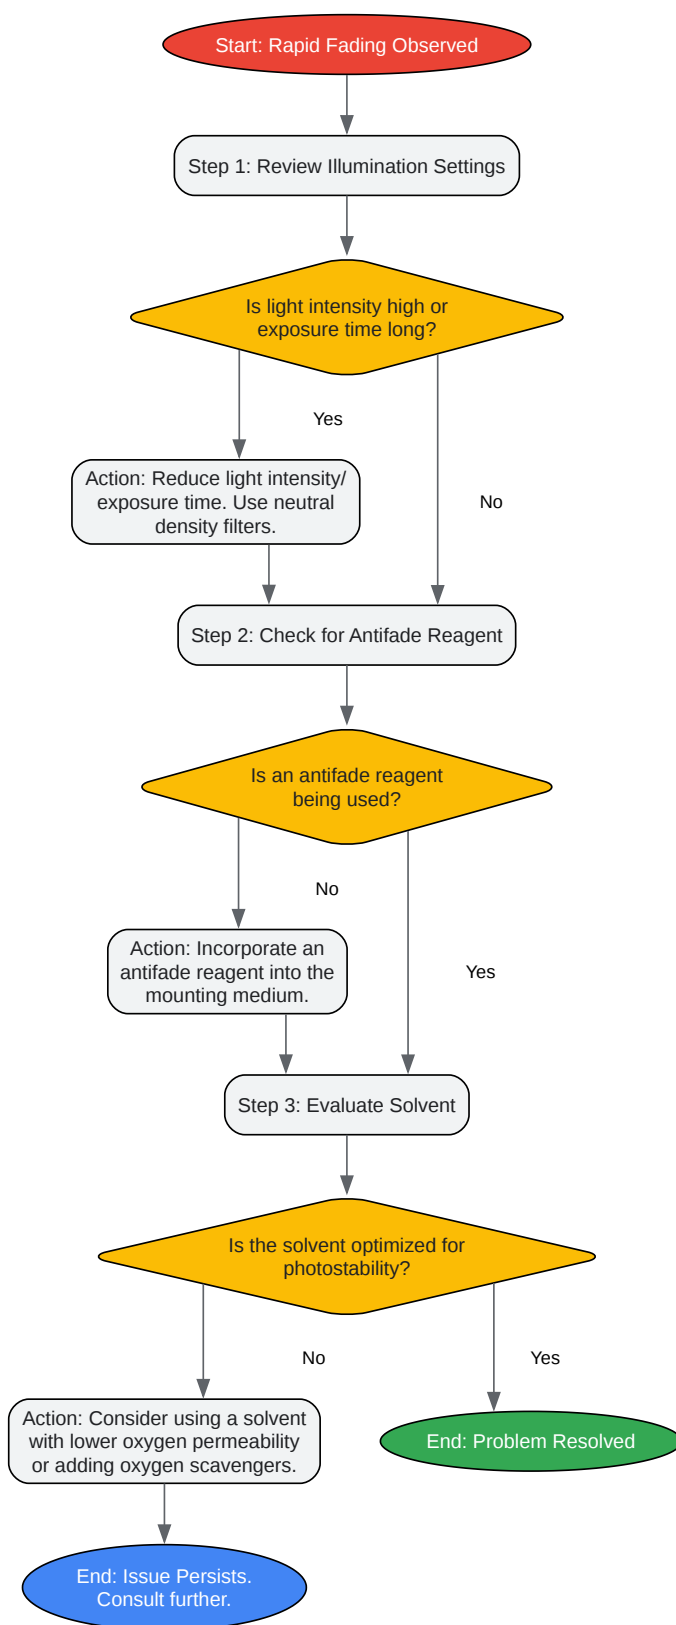 Start: Rapid Fading Observed
Step 1: Review Illumination Settings
Is light intensity high or
exposure time long?
Yes
Action: Reduce light intensity/
exposure time. Use neutral
density filters.
No
Step 2: Check for Antifade Reagent
Is an antifade reagent
being used?
No
Action: Incorporate an
antifade reagent into the
mounting medium.
Yes
Step 3: Evaluate Solvent
Is the solvent optimized for
photostability?
No
Yes
Action: Consider using a solvent
with lower oxygen permeability
or adding oxygen scavengers.
End: Problem Resolved
End: Issue Persists.
Consult further.